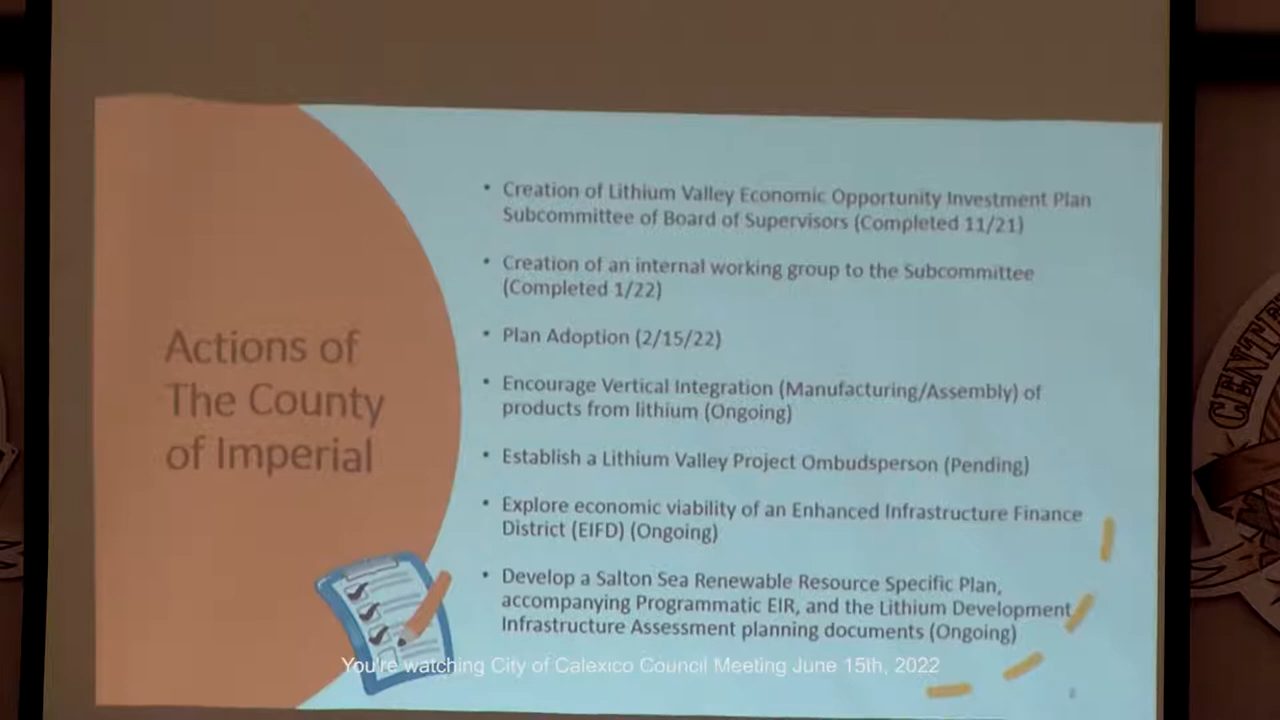 Actions of
The County
of Imperial
• Creation of Lithium Valley Economic Opportunity Investment Plan
Subcommittee of Board of Supervisors (Completed 11/21)
• Creation of an internal working group to the Subcommittee
(Completed 1/22)
• Plan Adoption (2/15/22)
• Encourage Vertical Integration (Manufacturing/Assembly) of
products from lithium (Ongoing)
• Establish a Lithium Valley Project Ombudsperson (Pending)
• Explore economic viability of an Enhanced Infrastructure Finance
District (EIFD) (Ongoing)
• Develop a Salton Sea Renewable Resource Specific Plan,
accompanying Programmatic EIR, and the Lithium Development
Infrastructure Assessment planning documents (Ongoing)
You're watching City of Calexico Council Meeting June 15th, 2022